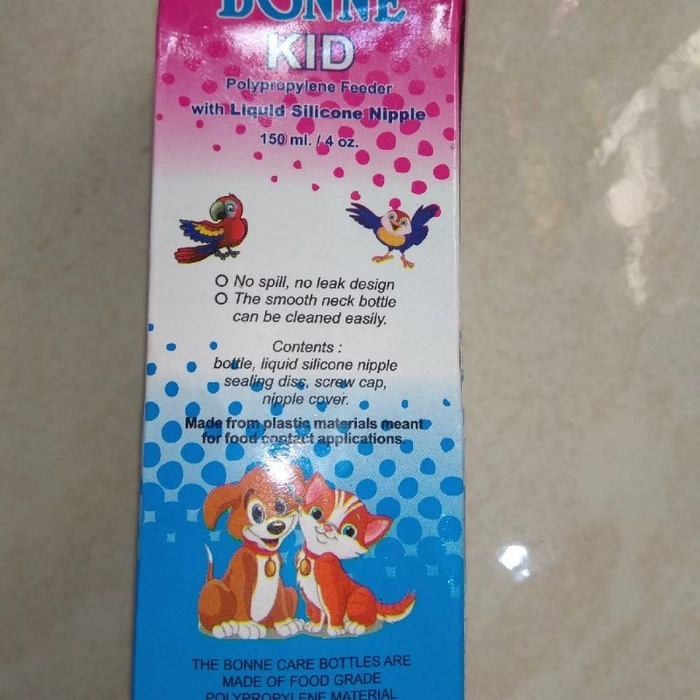 BONNE
KID
Polypropylene Feeder
with Liquid Silicone Nipple
150 ml. / 4 oz.
No spill, no leak design
The smooth neck bottle
can be cleaned easily.
Contents :
bottle, liquid silicone nipple
sealing disc, screw cap,
nipple cover.
Made from plastic materials meant
for food contact applications.
THE BONNE CARE BOTTLES ARE
MADE OF FOOD GRADE
POLYPROPYLENE MATERIAL